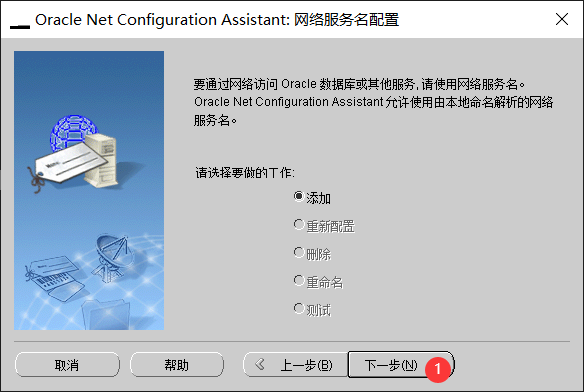 Oracle Net Configuration Assistant: 网络服务名配置
要通过网络访问 Oracle 数据库或其他服务, 请使用网络服务名。
Oracle Net Configuration Assistant 允许使用由本地命名解析的网络
服务名。
请选择要做的工作:
添加
重新配置
删除
重命名
测试
取消
帮助
上一步(B)
下一步(N)
1